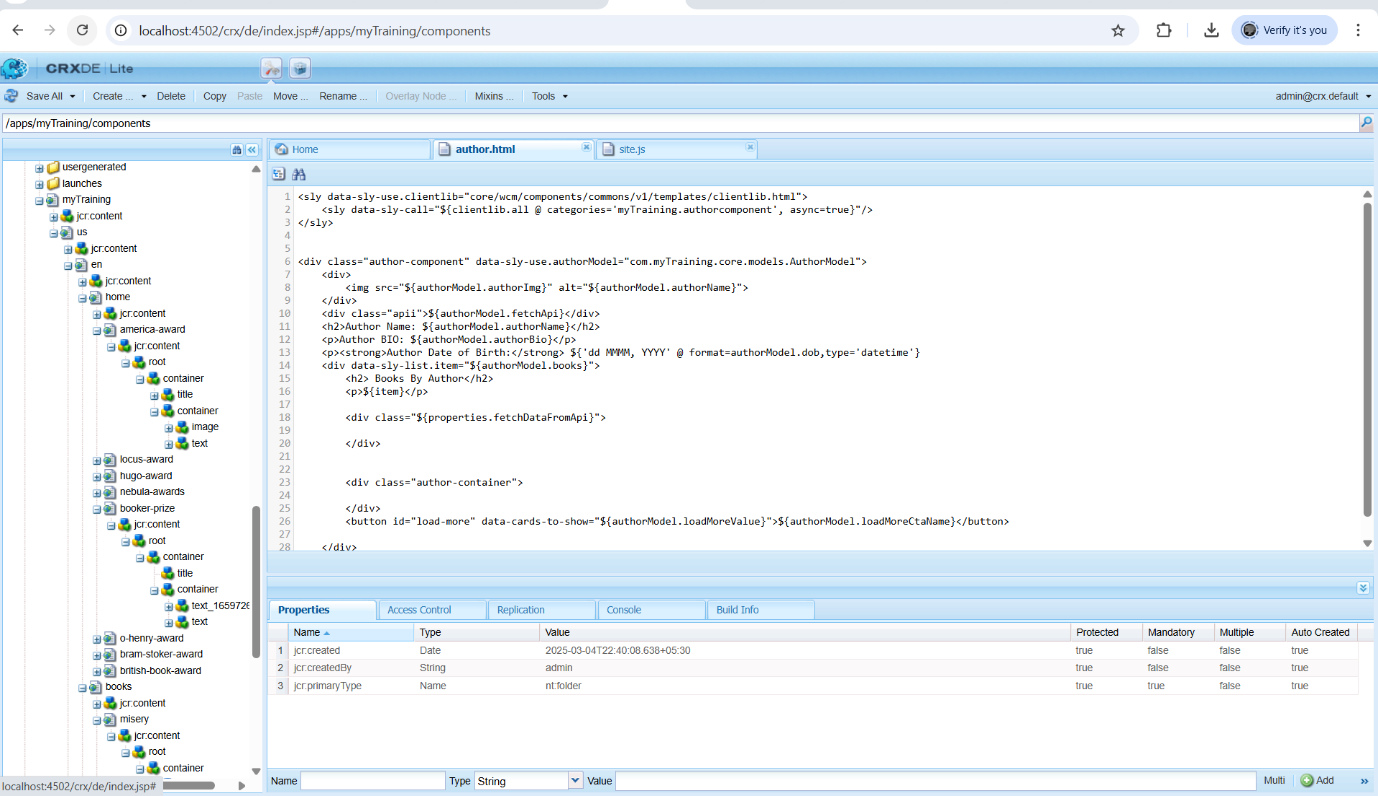 localhost:4502/crx/de/index.jsp#/apps/myTraining/components
Verify it's you
CRXDE | Lite
Save All Create ... Delete Copy Paste Move ... Rename ... Overlay Node ... Mixins ... Tools admin@crx.default
/apps/myTraining/components
usergenerated
launches
myTraining
jcr:content
us
jcr:content
en
jcr:content
home
jcr:content
america-award
jcr:content
root
container
title
container
image
text
locus-award
hugo-award
nebula-awards
booker-prize
jcr:content
root
container
title
container
text_1659726
text
o-henry-award
bram-stoker-award
british-book-award
books
jcr:content
misery
jcr:content
root
container
localhost:4502/crx/de/index.jsp#
Home author.html site.js
1 <sly data-sly-use.clientlib="core/wcm/components/commons/v1/templates/clientlib.html">
2 <sly data-sly-call="${clientlib.all @ categories='myTraining.authorcomponent', async=true}"/>
3 </sly>
4
5
6 <div class="author-component" data-sly-use.authorModel="com.myTraining.core.models.AuthorModel">
7 <div>
8 <img src="${authorModel.authorImg}" alt="${authorModel.authorName}">
9 </div>
10 <div class="apii">${authorModel.fetchApi}</div>
11 <h2>Author Name: ${authorModel.authorName}</h2>
12 <p>Author BIO: ${authorModel.authorBio}</p>
13 <p><strong>Author Date of Birth:</strong> ${'dd MMMM, YYYY' @ format=authorModel.dob,type='datetime'}
14 <div data-sly-list.item="${authorModel.books}">
15 <h2> Books By Author</h2>
16 <p>${item}</p>
17
18 <div class="${properties.fetchDataFromApi}">
19
20 </div>
21
22
23 <div class="author-container">
24
25 </div>
26 <button id="load-more" data-cards-to-show="${authorModel.loadMoreValue}">${authorModel.loadMoreCtaName}</button>
27
28 </div>
Properties Access Control Replication Console Build Info
Name Type Value Protected Mandatory Multiple Auto Created
1 jcr:created Date 2025-03-04T22:40:08.638+05:30 true false false true
2 jcr:createdBy String admin true false false true
3 jcr:primaryType Name nt:folder true true false true
Name Type String Value Multi Add »